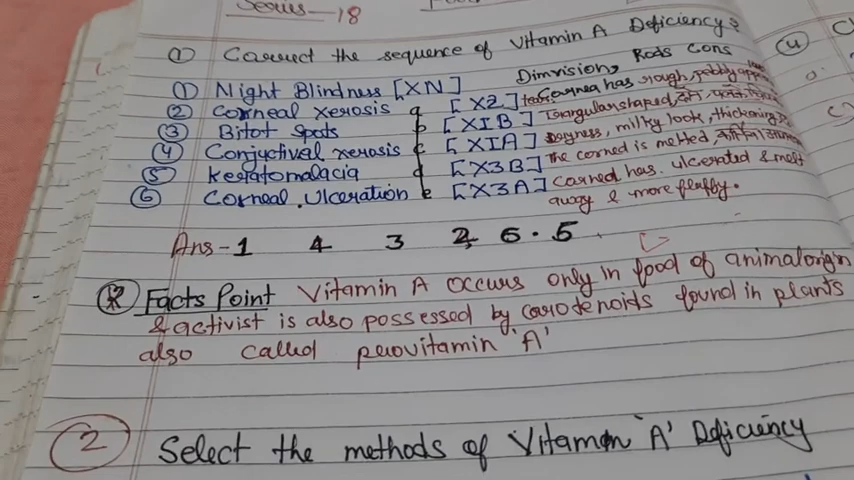 Series - 18
① Correct the sequence of Vitamin A Deficiency?
① Night Blindness [XN] Dimvision, Rods Cons
② Corneal xerosis a [X2] Cornea has rough, pebbly
③ Bitot Spots b [XIB] Triangular shaped,
④ Conjuctival xerosis c [XIA] Dryness, milky look, thickening
⑤ Keratomalacia d [X3B] The corned is melted,
⑥ Corneal Ulceration e [X3A] Corned has ulcerated & melt
away & more fluffy.
Ans - 1 4 3 2 6 . 5
Facts Point Vitamin A occurs only in food of animal origin
& activist is also possessed by carotenoids found in plants
also called provitamin 'A'
② Select the methods of Vitamin 'A' Deficiency